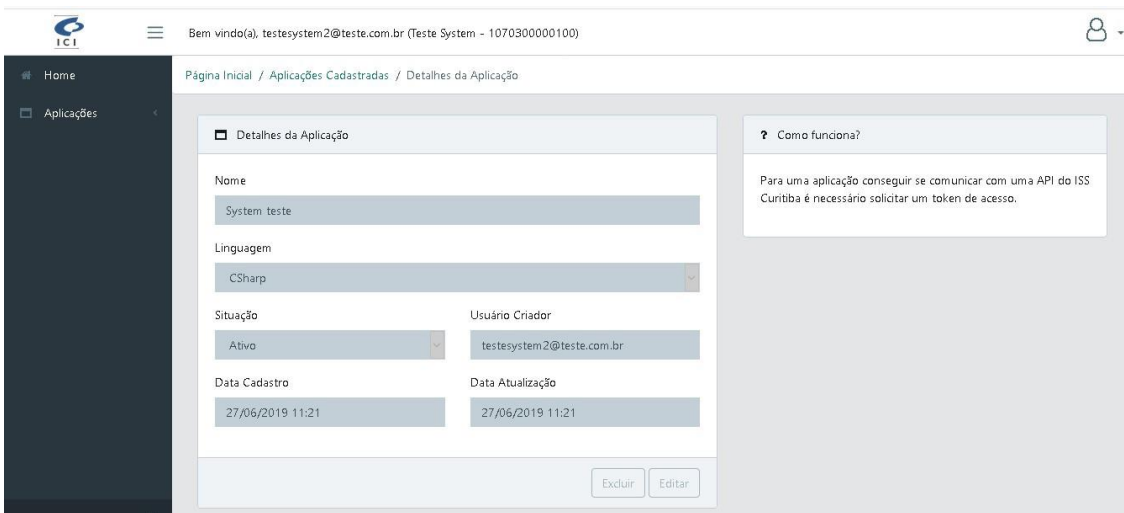 ICI
Bem vindo(a), testesystem2@teste.com.br (Teste System - 1070300000100)
Home
Aplicações
Página Inicial / Aplicações Cadastradas / Detalhes da Aplicação
Detalhes da Aplicação
Nome
System teste
Linguagem
CSharp
Situação
Usuário Criador
Ativo
testesystem2@teste.com.br
Data Cadastro
Data Atualização
27/06/2019 11:21
27/06/2019 11:21
Excluir
Editar
? Como funciona?
Para uma aplicação conseguir se comunicar com uma API do ISS
Curitiba é necessário solicitar um token de acesso.